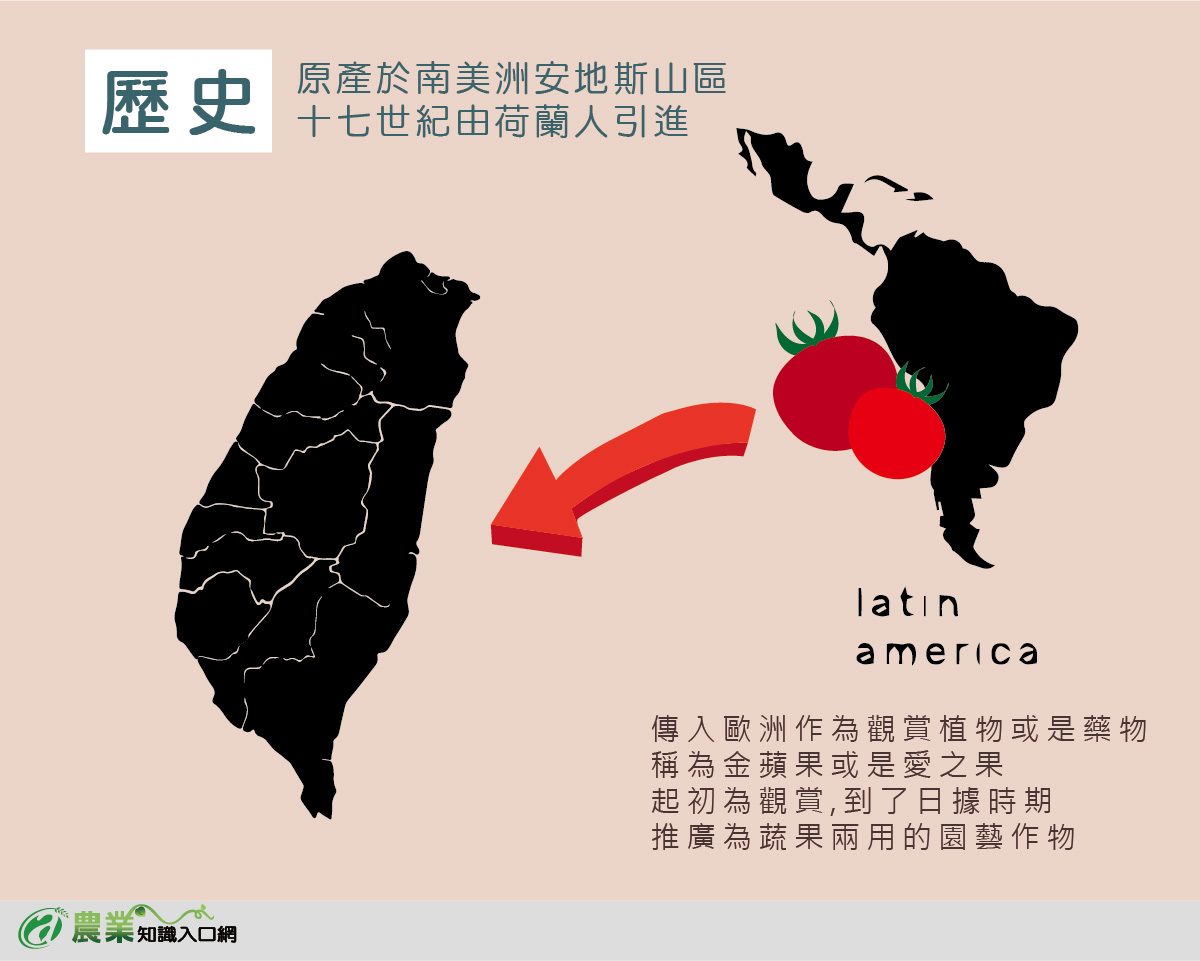 歷史
原產於南美洲安地斯山區
十七世紀由荷蘭人引進
latin
america
傳入歐洲作為觀賞植物或是藥物
稱為金蘋果或是愛之果
起初為觀賞,到了日據時期
推廣為蔬果兩用的園藝作物
農業知識入口網